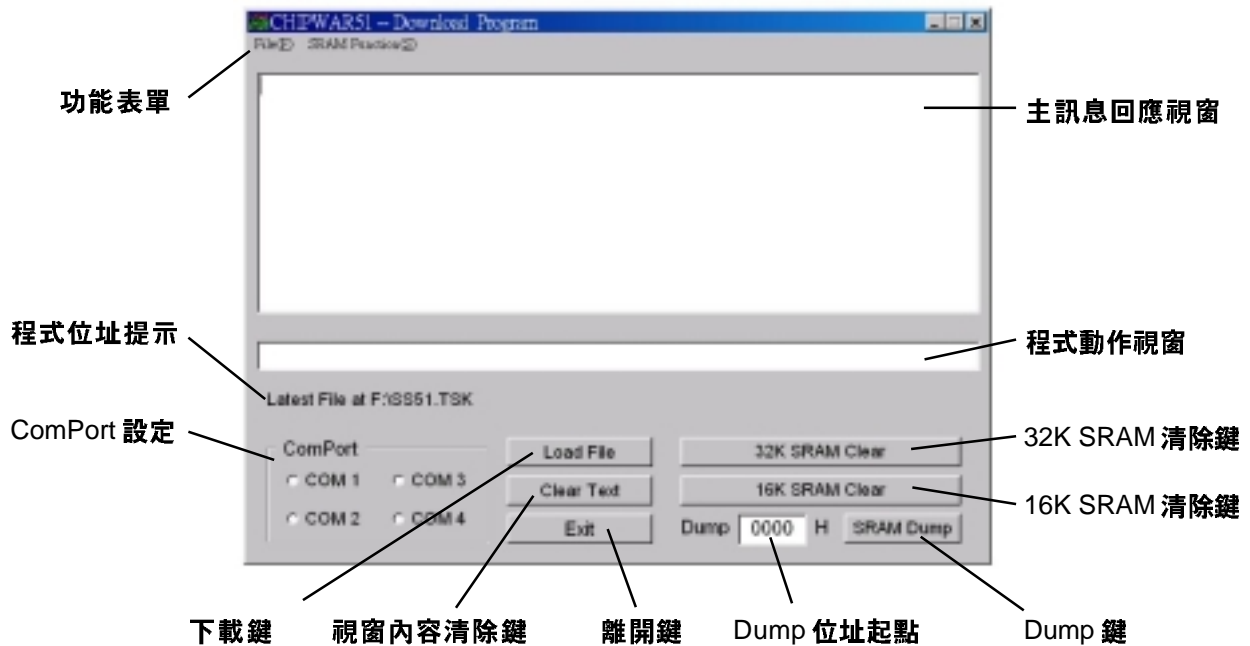 CHIPWAR51 -- Download Program
File(F) SRAM Function(S)
功能表單
主訊息回應視窗
程式位址提示
程式動作視窗
Latest File at F:\SS51.TSK
ComPort 設定
ComPort
COM 1
COM 3
COM 2
COM 4
Load File
Clear Text
Exit
32K SRAM Clear
16K SRAM Clear
Dump 0000 H SRAM Dump
32K SRAM 清除鍵
16K SRAM 清除鍵
下載鍵
視窗內容清除鍵
離開鍵
Dump 位址起點
Dump 鍵